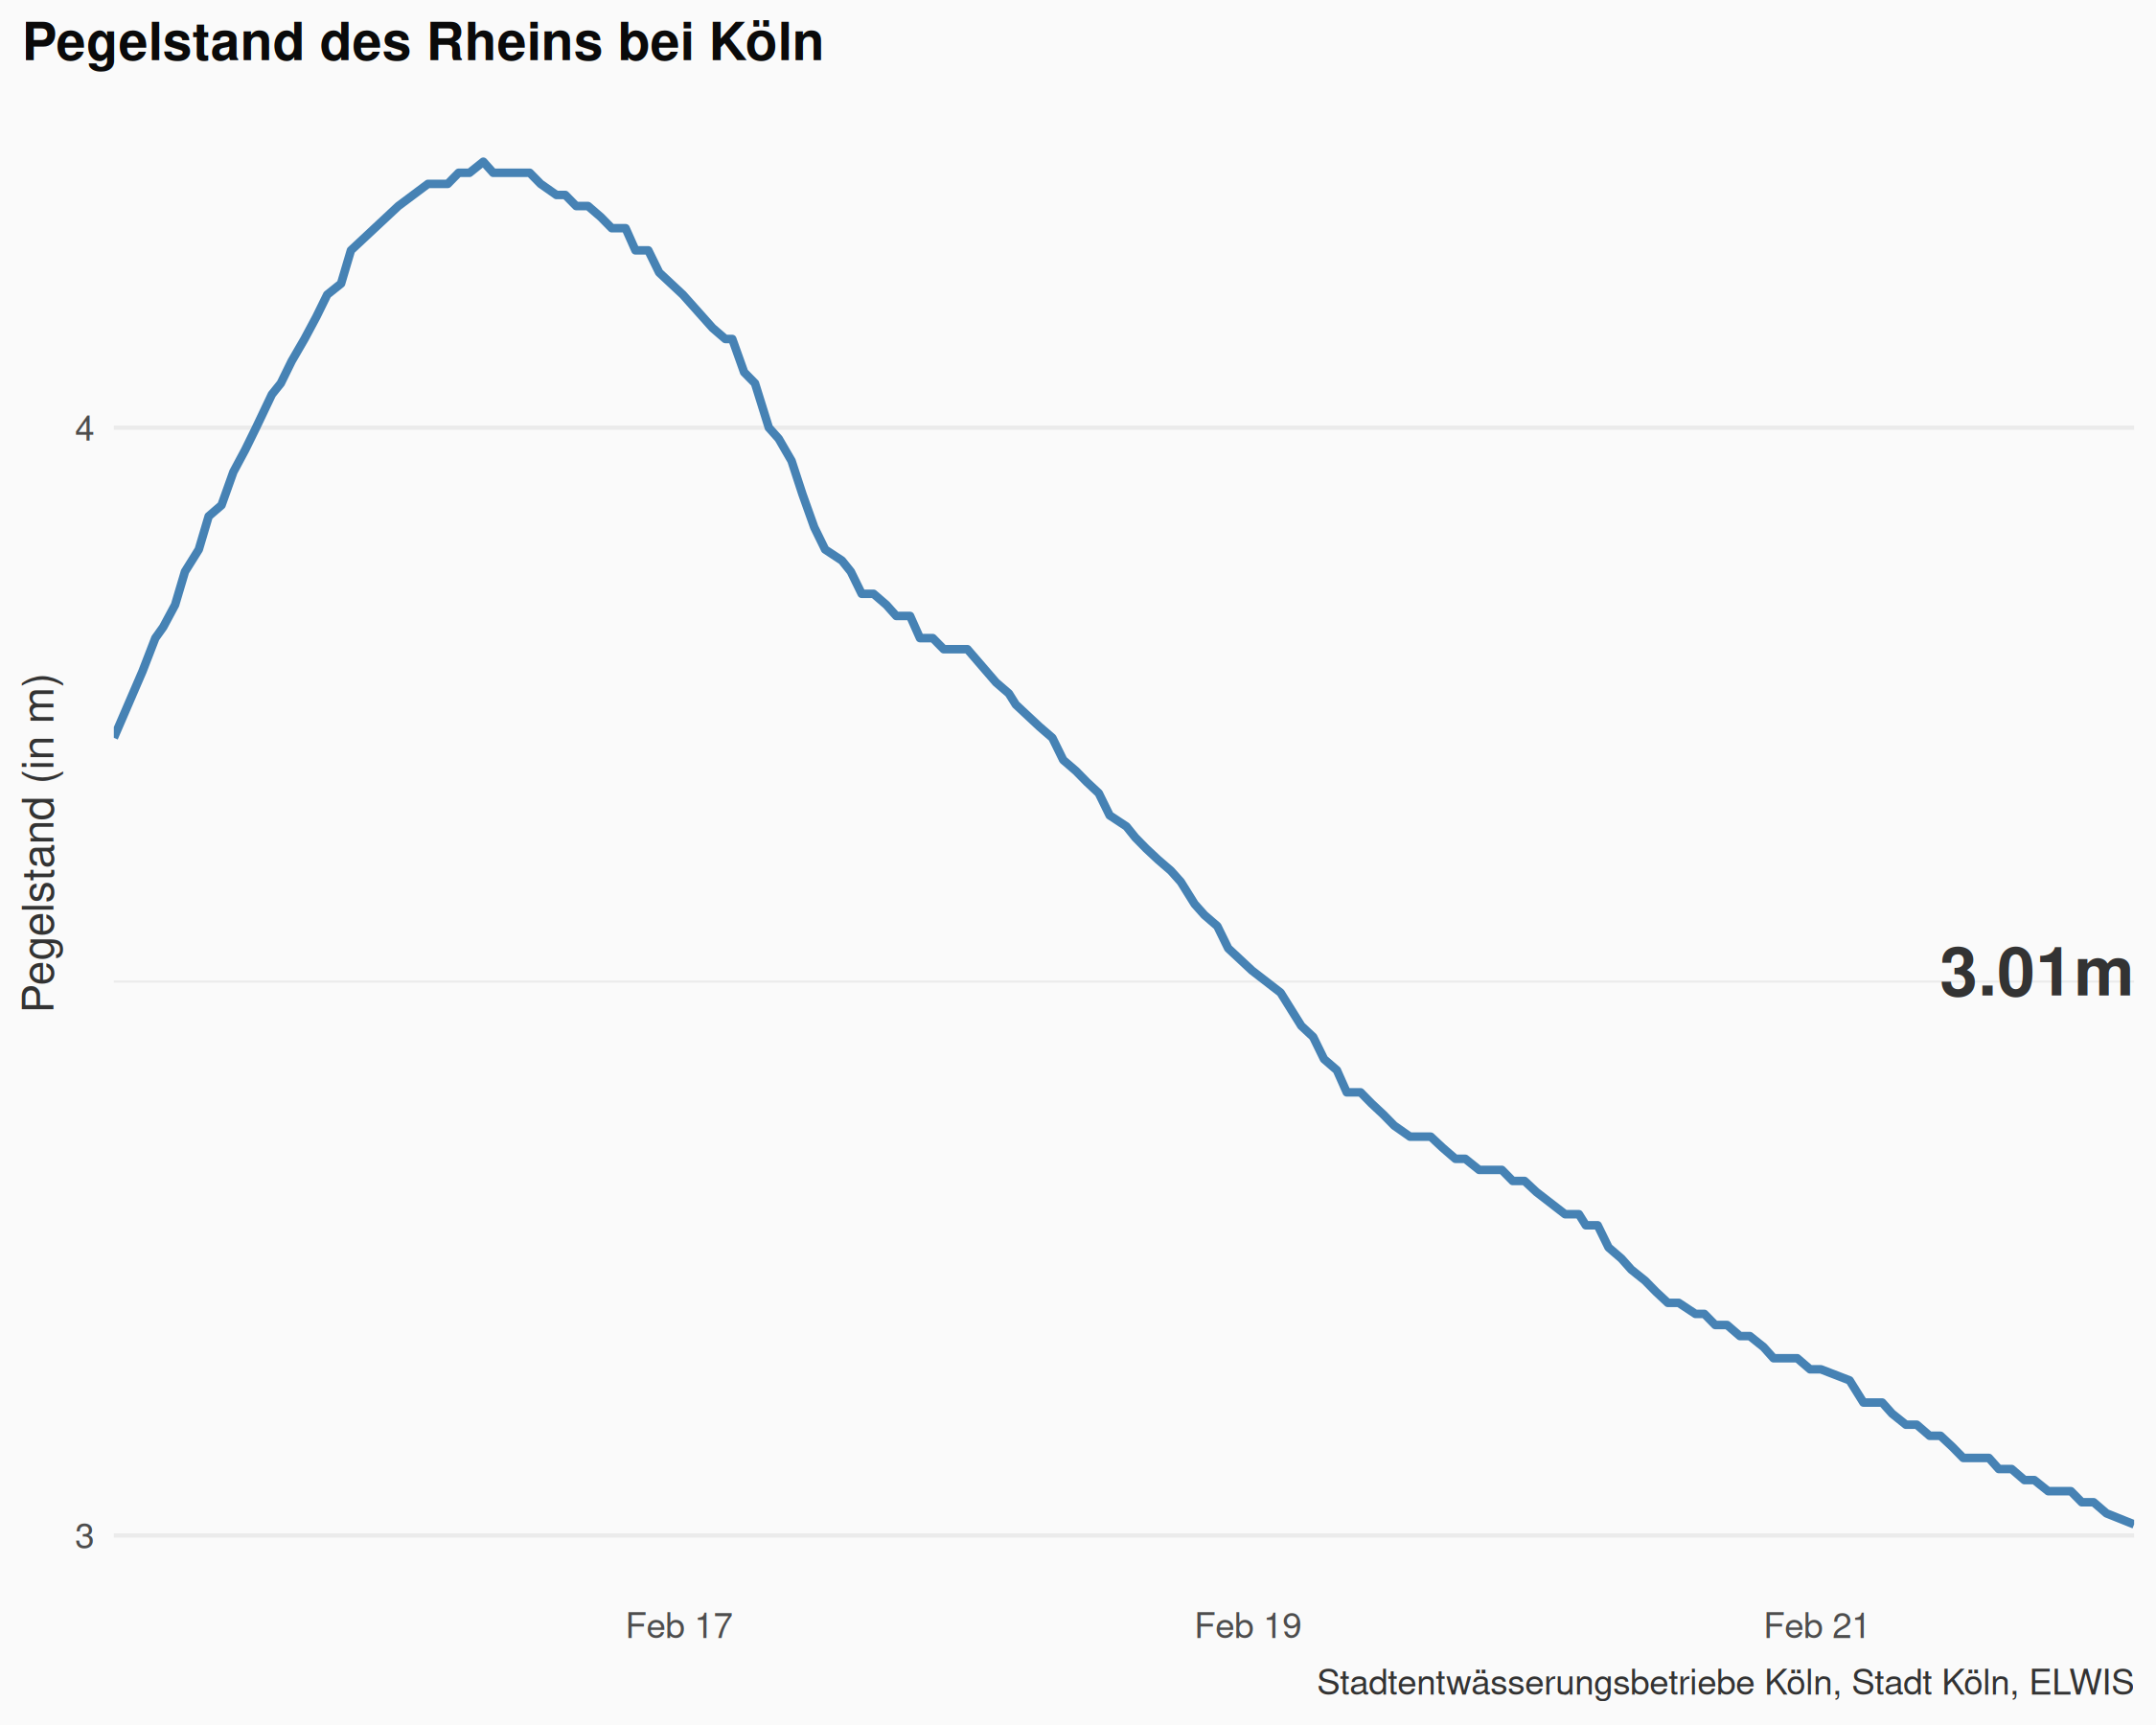 Pegelstand des Rheins bei Köln
Pegelstand (in m)
4
3.01m
3
Feb 17 Feb 19 Feb 21
Stadtentwässerungsbetriebe Köln, Stadt Köln, ELWIS